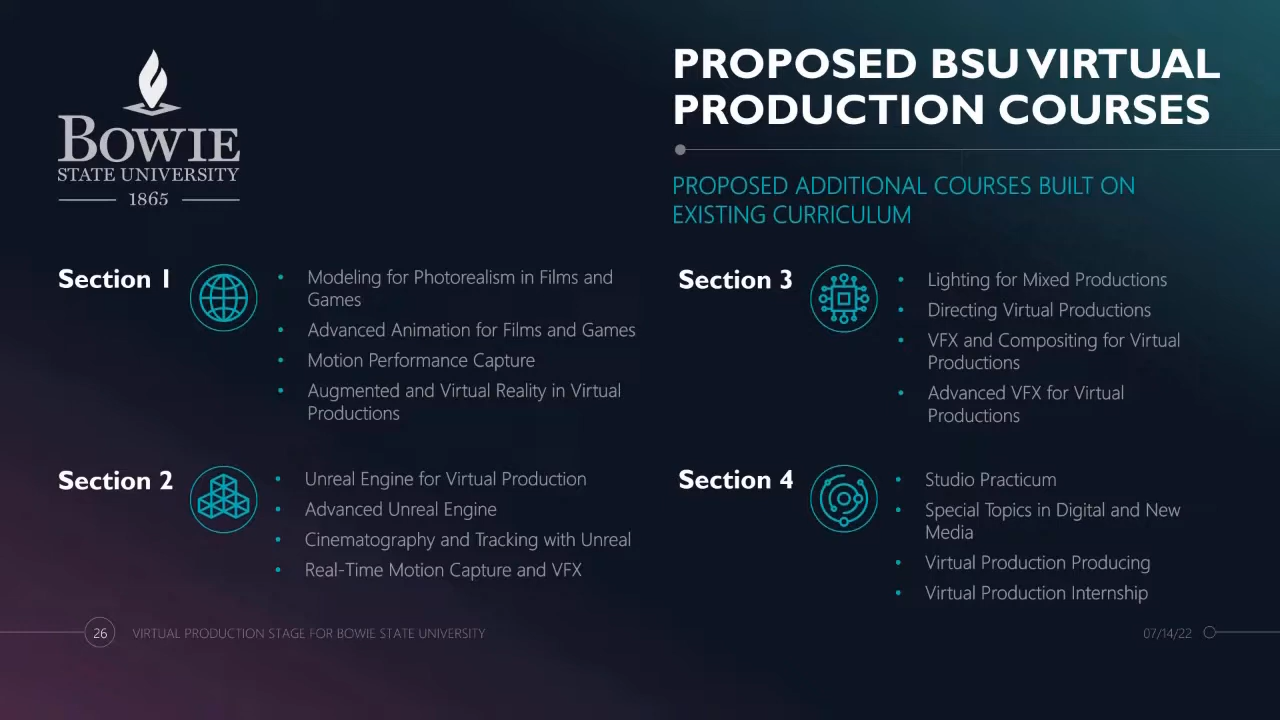 BOWIE
STATE UNIVERSITY
1865
PROPOSED BSU VIRTUAL
PRODUCTION COURSES
PROPOSED ADDITIONAL COURSES BUILT ON
EXISTING CURRICULUM
Section 1
• Modeling for Photorealism in Films and
Games
• Advanced Animation for Films and Games
• Motion Performance Capture
• Augmented and Virtual Reality in Virtual
Productions
Section 2
• Unreal Engine for Virtual Production
• Advanced Unreal Engine
• Cinematography and Tracking with Unreal
• Real-Time Motion Capture and VFX
Section 3
• Lighting for Mixed Productions
• Directing Virtual Productions
• VFX and Compositing for Virtual
Productions
• Advanced VFX for Virtual
Productions
Section 4
• Studio Practicum
• Special Topics in Digital and New
Media
• Virtual Production Producing
• Virtual Production Internship
26
VIRTUAL PRODUCTION STAGE FOR BOWIE STATE UNIVERSITY
07/14/22